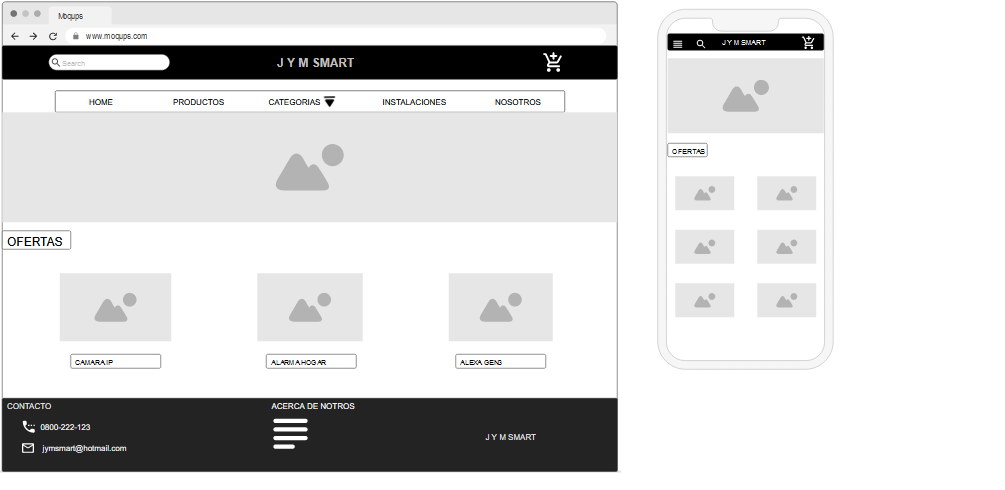 Moqups
www.moqups.com
Search
J Y M SMART
HOME
PRODUCTOS
CATEGORIAS
INSTALACIONES
NOSOTROS
OFERTAS
CAMARA IP
ALARMA HOGAR
ALEXA GEN3
CONTACTO
0800-222-123
jymsmart@hotmail.com
ACERCA DE NOTROS
J Y M SMART
J Y M SMART
OFERTAS